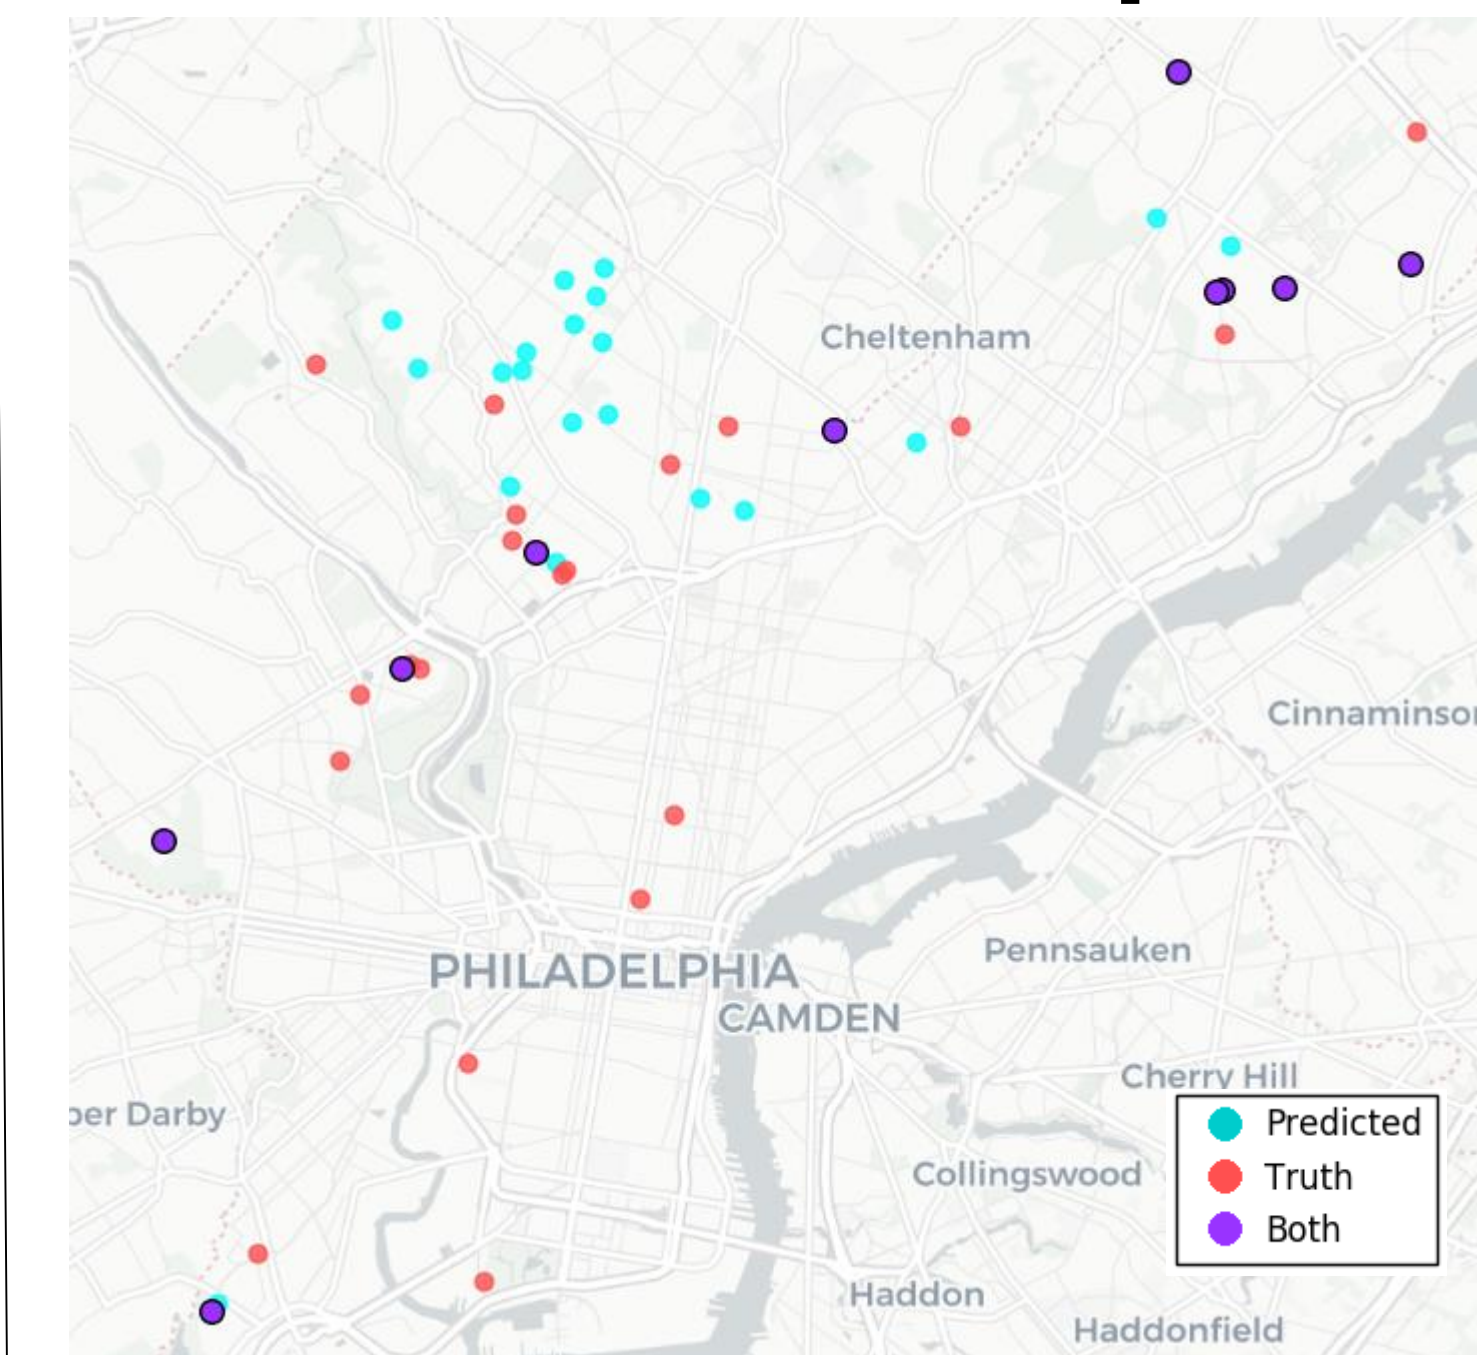 Cheltenham
Cinnaminso
Pennsauken
PHILADELPHIA
CAMDEN
Cherry Hill
per Darby
Predicted
Truth
Both
Collingswood
Haddon
Haddonfield